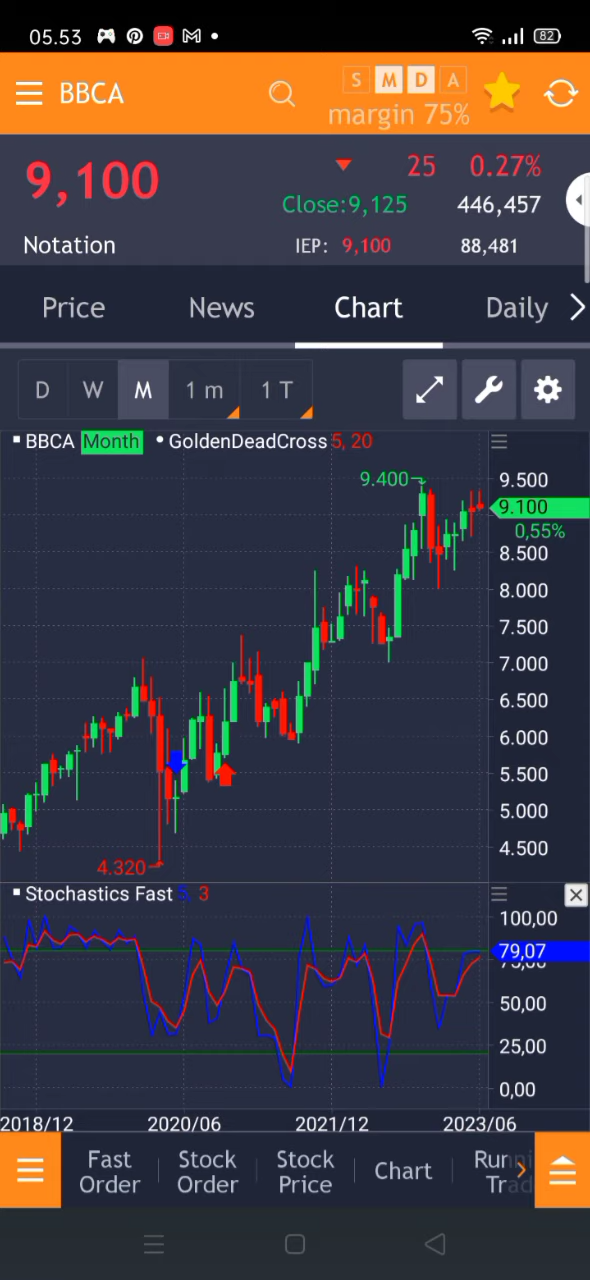 05.53 82
BBCA S M D A
margin 75%
9,100 25 0.27%
Close:9,125 446,457
Notation IEP: 9,100 88,481
Price News Chart Daily
D W M 1 m 1 T
BBCA Month GoldenDeadCross 5, 20
9.400
9.500
9.100
0,55%
8.500
8.000
7.500
7.000
6.500
6.000
5.500
5.000
4.500
4.320
Stochastics Fast 5, 3
100,00
79,07
75,00
50,00
25,00
0,00
2018/12 2020/06 2021/12 2023/06
Fast Order
Stock Order
Stock Price
Chart